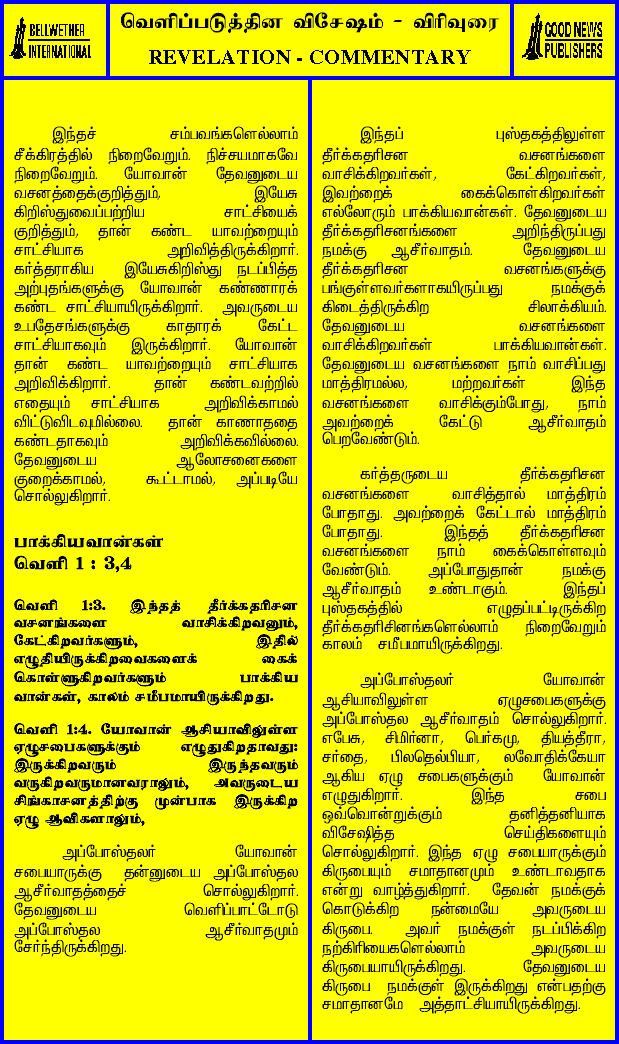 BELLWETHER
INTERNATIONAL
வெளிப்படுத்தின விசேஷம் - விரிவுரை
REVELATION - COMMENTARY
GOOD NEWS
PUBLISHERS
இந்தச் சம்பவங்களெல்லாம்
சீக்கிரத்தில் நிறைவேறும். நிச்சயமாகவே
நிறைவேறும். யோவான் தேவனுடைய
வசனத்தைக்குறித்தும், இயேசு
கிறிஸ்துவைப்பற்றிய சாட்சியைக்
குறித்தும், தான் கண்ட யாவற்றையும்
சாட்சியாக அறிவித்திருக்கிறார்.
கர்த்தராகிய இயேசுகிறிஸ்து நடப்பித்த
அற்புதங்களுக்கு யோவான் கண்ணாரக்
கண்ட சாட்சியாயிருக்கிறார். அவருடைய
உபதேசங்களுக்கு காதாரக் கேட்ட
சாட்சியாகவும் இருக்கிறார். யோவான்
தான் கண்ட யாவற்றையும் சாட்சியாக
அறிவிக்கிறார். தான் கண்டவற்றில்
எதையும் சாட்சியாக அறிவிக்காமல்
விட்டுவிடவுமில்லை. தான் காணாததை
கண்டதாகவும் அறிவிக்கவில்லை.
தேவனுடைய ஆலோசனைகளை
குறைக்காமல், கூட்டாமல், அப்படியே
சொல்லுகிறார்.
பாக்கியவான்கள்
வெளி 1 : 3,4
வெளி 1:3. இந்தத் தீர்க்கதரிசன
வசனங்களை வாசிக்கிறவனும்,
கேட்கிறவர்களும், இதில்
எழுதியிருக்கிறவைகளைக் கைக்
கொள்ளுகிறவர்களும் பாக்கிய
வான்கள், காலம் சமீபமாயிருக்கிறது.
வெளி 1:4. யோவான் ஆசியாவிலுள்ள
ஏழுசபைகளுக்கும் எழுதுகிறதாவது:
இருக்கிறவரும் இருந்தவரும்
வருகிறவருமானவராலும், அவருடைய
சிங்காசனத்திற்கு முன்பாக இருக்கிற
ஏழு ஆவிகளாலும்,
அப்போஸ்தலர் யோவான்
சபையாருக்கு தன்னுடைய அப்போஸ்தல
ஆசீர்வாதத்தைச் சொல்லுகிறார்.
தேவனுடைய வெளிப்பாட்டோடு
அப்போஸ்தல ஆசீர்வாதமும்
சேர்ந்திருக்கிறது.
இந்தப் புஸ்தகத்திலுள்ள
தீர்க்கதரிசன வசனங்களை
வாசிக்கிறவர்கள், கேட்கிறவர்கள்,
இவற்றைக் கைக்கொள்கிறவர்கள்
எல்லோரும் பாக்கியவான்கள். தேவனுடைய
தீர்க்கதரிசனங்களை அறிந்திருப்பது
நமக்கு ஆசீர்வாதம். தேவனுடைய
தீர்க்கதரிசன வசனங்களுக்கு
பங்குள்ளவர்களாகயிருப்பது நமக்குக்
கிடைத்திருக்கிற சிலாக்கியம்.
தேவனுடைய வசனங்களை
வாசிக்கிறவர்கள் பாக்கியவான்கள்.
தேவனுடைய வசனங்களை நாம் வாசிப்பது
மாத்திரமல்ல, மற்றவர்கள் இந்த
வசனங்களை வாசிக்கும்போது, நாம்
அவற்றைக் கேட்டு ஆசீர்வாதம்
பெறவேண்டும்.
கர்த்தருடைய தீர்க்கதரிசன
வசனங்களை வாசித்தால் மாத்திரம்
போதாது. அவற்றைக் கேட்டால் மாத்திரம்
போதாது. இந்தத் தீர்க்கதரிசன
வசனங்களை நாம் கைக்கொள்ளவும்
வேண்டும். அப்போதுதான் நமக்கு
ஆசீர்வாதம் உண்டாகும். இந்தப்
புஸ்தகத்தில் எழுதப்பட்டிருக்கிற
தீர்க்கதரிசினங்களெல்லாம் நிறைவேறும்
காலம் சமீபமாயிருக்கிறது.
அப்போஸ்தலர் யோவான்
ஆசியாவிலுள்ள ஏழுசபைகளுக்கு
அப்போஸ்தல ஆசீர்வாதம் சொல்லுகிறார்.
எபேசு, சிமிர்னா, பெர்கமு, தியத்தீரா,
சர்தை, பிலதெல்பியா, லவோதிக்கேயா
ஆகிய ஏழு சபைகளுக்கும் யோவான்
எழுதுகிறார். இந்த சபை
ஒவ்வொன்றுக்கும் தனித்தனியாக
விசேஷித்த செய்திகளையும்
சொல்லுகிறார். இந்த ஏழு சபையாருக்கும்
கிருபையும் சமாதானமும் உண்டாவதாக
என்று வாழ்த்துகிறார். தேவன் நமக்குக்
கொடுக்கிற நன்மையே அவருடைய
கிருபை. அவர் நமக்குள் நடப்பிக்கிற
நற்கிரியைகளெல்லாம் அவருடைய
கிருபையாயிருக்கிறது. தேவனுடைய
கிருபை நமக்குள் இருக்கிறது என்பதற்கு
சமாதானமே அத்தாட்சியாயிருக்கிறது.